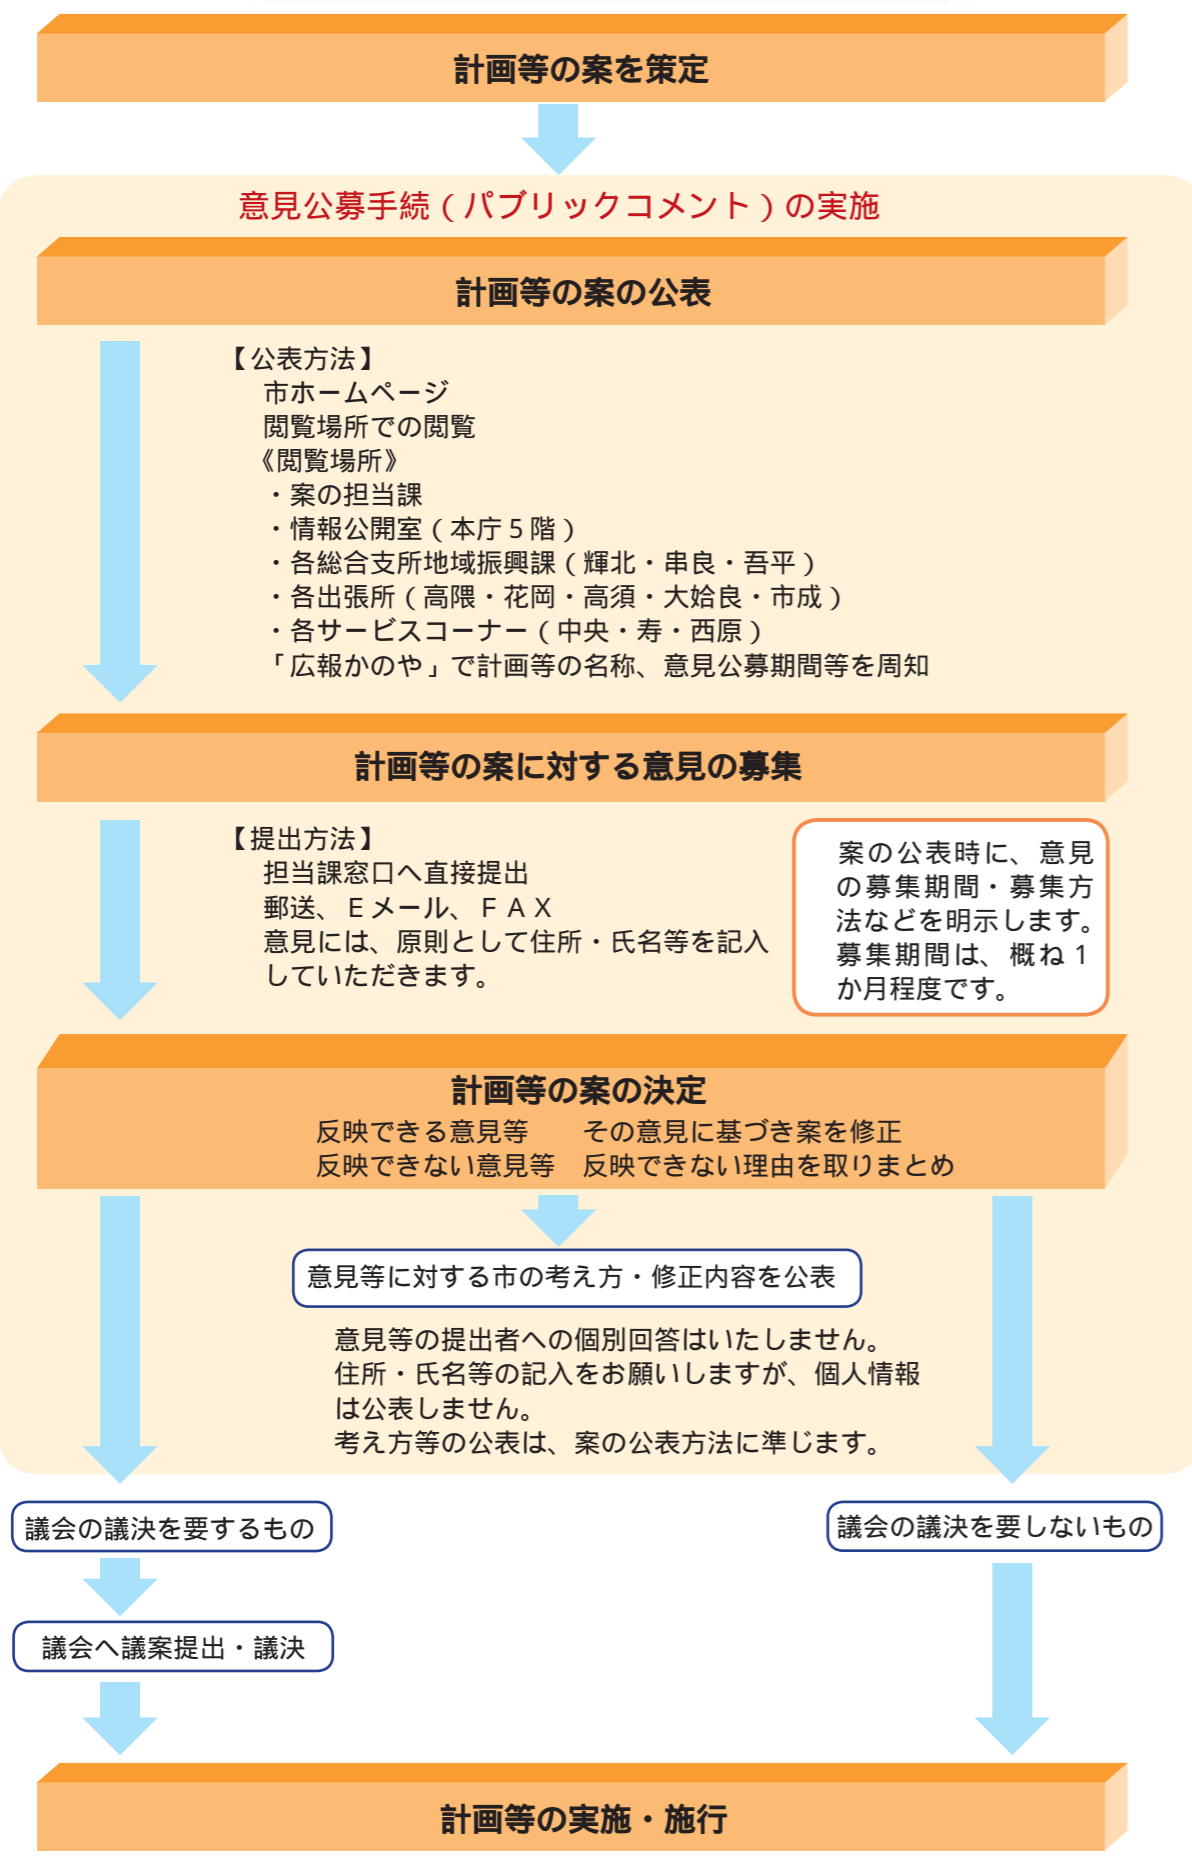 計画等の案を策定
意見公募手続（パブリックコメント）の実施
計画等の案の公表
【公表方法】
市ホームページ
閲覧場所での閲覧
《閲覧場所》
・案の担当課
・情報公開室（本庁５階）
・各総合支所地域振興課（輝北・串良・吾平）
・各出張所（高隈・花岡・高須・大姶良・市成）
・各サービスコーナー（中央・寿・西原）
「広報かのや」で計画等の名称、意見公募期間等を周知
計画等の案に対する意見の募集
【提出方法】
担当課窓口へ直接提出
郵送、Ｅメール、ＦＡＸ
意見には、原則として住所・氏名等を記入
していただきます。
案の公表時に、意見
の募集期間・募集方
法などを明示します。
募集期間は、概ね１
か月程度です。
計画等の案の決定
反映できる意見等　　その意見に基づき案を修正
反映できない意見等　反映できない理由を取りまとめ
意見等に対する市の考え方・修正内容を公表
意見等の提出者への個別回答はいたしません。
住所・氏名等の記入をお願いしますが、個人情報
は公表しません。
考え方等の公表は、案の公表方法に準じます。
議会の議決を要するもの
議会の議決を要しないもの
議会へ議案提出・議決
計画等の実施・施行